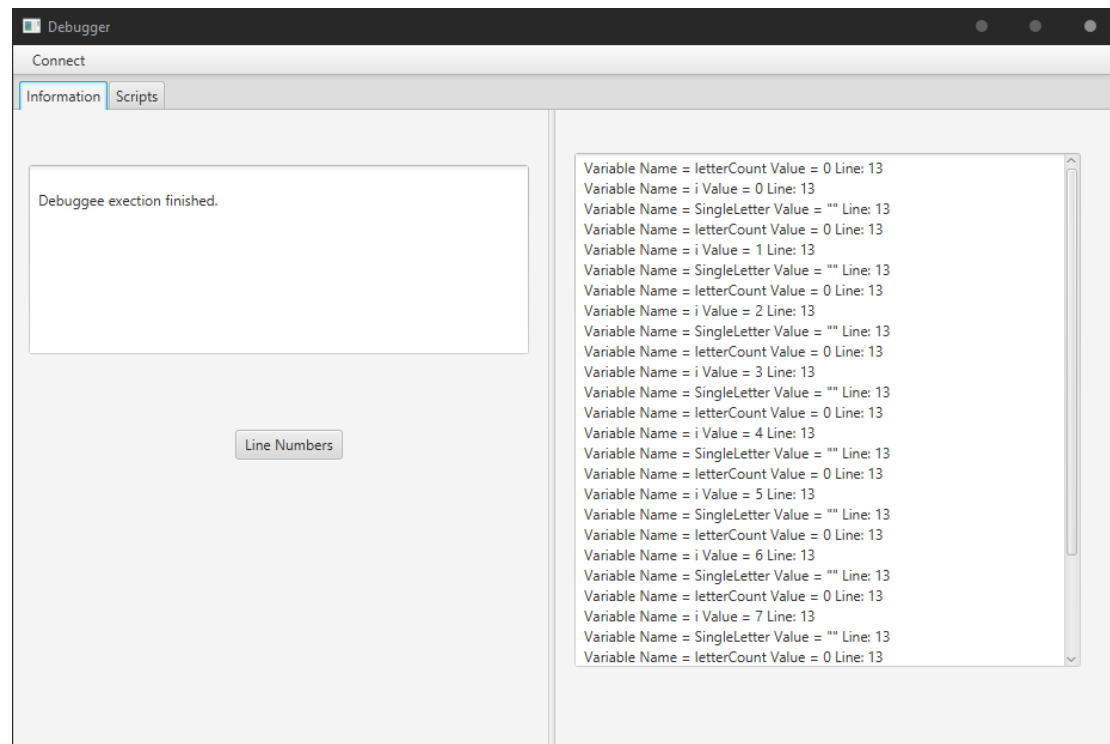 Debugger
Connect
Information Scripts
Debuggee exection finished.
Line Numbers
Variable Name = letterCount Value = 0 Line: 13
Variable Name = i Value = 0 Line: 13
Variable Name = SingleLetter Value = "" Line: 13
Variable Name = letterCount Value = 0 Line: 13
Variable Name = i Value = 1 Line: 13
Variable Name = SingleLetter Value = "" Line: 13
Variable Name = letterCount Value = 0 Line: 13
Variable Name = i Value = 2 Line: 13
Variable Name = SingleLetter Value = "" Line: 13
Variable Name = letterCount Value = 0 Line: 13
Variable Name = i Value = 3 Line: 13
Variable Name = SingleLetter Value = "" Line: 13
Variable Name = letterCount Value = 0 Line: 13
Variable Name = i Value = 4 Line: 13
Variable Name = SingleLetter Value = "" Line: 13
Variable Name = letterCount Value = 0 Line: 13
Variable Name = i Value = 5 Line: 13
Variable Name = SingleLetter Value = "" Line: 13
Variable Name = letterCount Value = 0 Line: 13
Variable Name = i Value = 6 Line: 13
Variable Name = SingleLetter Value = "" Line: 13
Variable Name = letterCount Value = 0 Line: 13
Variable Name = i Value = 7 Line: 13
Variable Name = SingleLetter Value = "" Line: 13
Variable Name = letterCount Value = 0 Line: 13